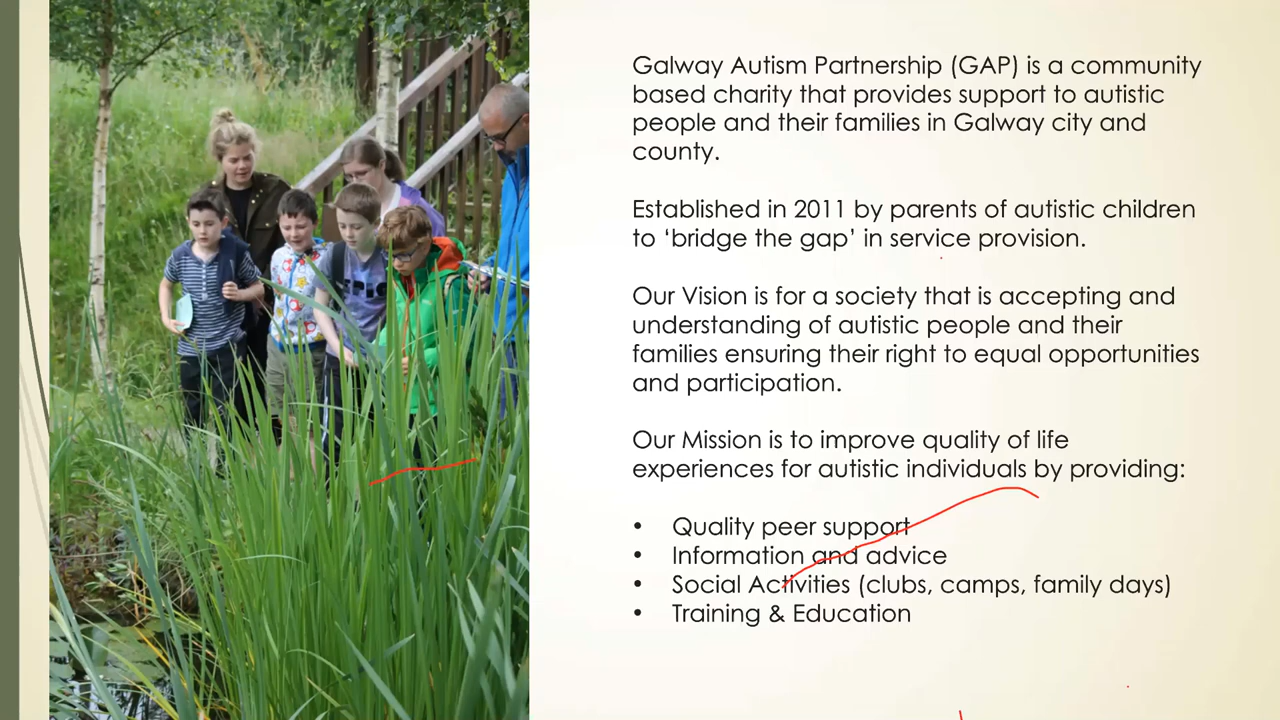 Galway Autism Partnership (GAP) is a community
based charity that provides support to autistic
people and their families in Galway city and
county.
Established in 2011 by parents of autistic children
to ‘bridge the gap’ in service provision.
Our Vision is for a society that is accepting and
understanding of autistic people and their
families ensuring their right to equal opportunities
and participation.
Our Mission is to improve quality of life
experiences for autistic individuals by providing:
• Quality peer support
• Information and advice
• Social Activities (clubs, camps, family days)
• Training & Education